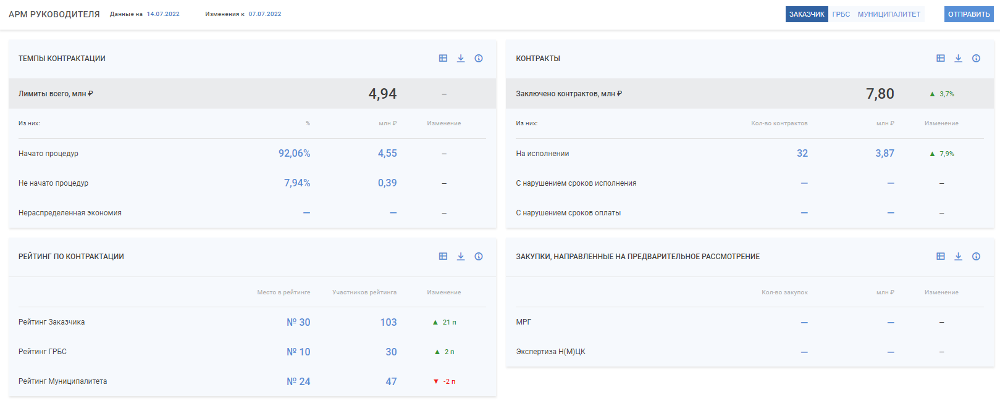 АРМ РУКОВОДИТЕЛЯ Данные на 14.07.2022 Изменения к 07.07.2022 ЗАКАЗЧИК ГРБС МУНИЦИПАЛИТЕТ ОТПРАВИТЬ
ТЕМПЫ КОНТРАКТАЦИИ
Лимиты всего, млн ₽ 4,94 –
Из них: % млн ₽ Изменение
Начато процедур 92,06% 4,55 –
Не начато процедур 7,94% 0,39 –
Нераспределенная экономия – – –
КОНТРАКТЫ
Заключено контрактов, млн ₽ 7,80 ▲ 3,7%
Из них: Кол-во контрактов млн ₽ Изменение
На исполнении 32 3,87 ▲ 7,9%
С нарушением сроков исполнения – – –
С нарушением сроков оплаты – – –
РЕЙТИНГ ПО КОНТРАКТАЦИИ
Место в рейтинге Участников рейтинга Изменение
Рейтинг Заказчика № 30 103 ▲ 21 п
Рейтинг ГРБС № 10 30 ▲ 2 п
Рейтинг Муниципалитета № 24 47 ▼ -2 п
ЗАКУПКИ, НАПРАВЛЕННЫЕ НА ПРЕДВАРИТЕЛЬНОЕ РАССМОТРЕНИЕ
Кол-во закупок млн ₽ Изменение
МРГ – – –
Экспертиза Н(М)ЦК – – –